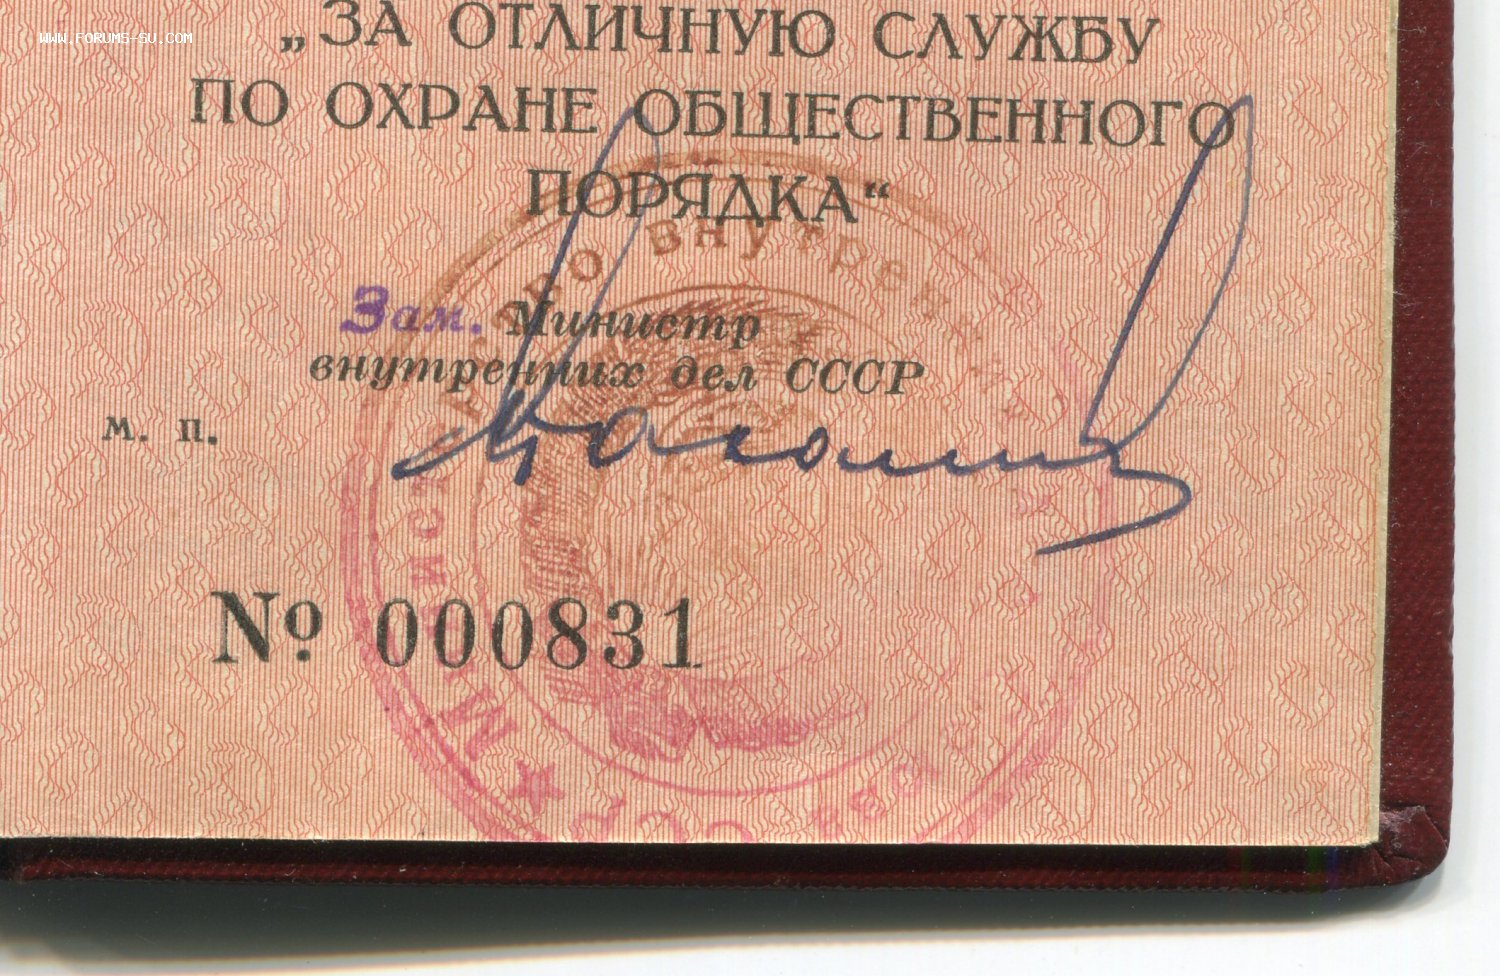 WWW.FORUMS-SU.COM
„ЗА ОТЛИЧНУЮ СЛУЖБУ
ПО ОХРАНЕ ОБЩЕСТВЕННОГО
ПОРЯДКА“
Зам. Министр
внутренних дел СССР
м. п.
№ 000831